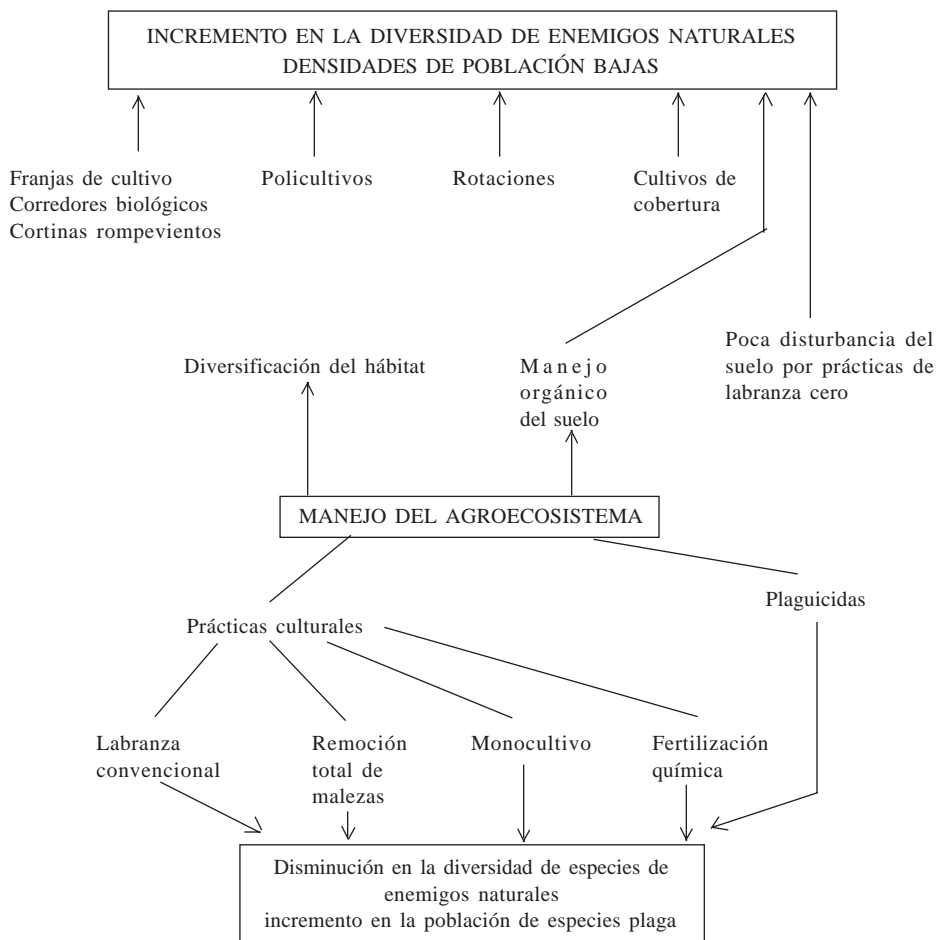 INCREMENTO EN LA DIVERSIDAD DE ENEMIGOS NATURALES
DENSIDADES DE POBLACIÓN BAJAS
Franjas de cultivo
Corredores biológicos
Cortinas rompevientos
Policultivos
Rotaciones
Cultivos de
cobertura
Diversificación del hábitat
Manejo
orgánico
del suelo
Poca disturbancia del
suelo por prácticas de
labranza cero
MANEJO DEL AGROECOSISTEMA
Plaguicidas
Prácticas culturales
Labranza
convencional
Remoción
total de
malezas
Monocultivo
Fertilización
química
Disminución en la diversidad de especies de
enemigos naturales
incremento en la población de especies plaga